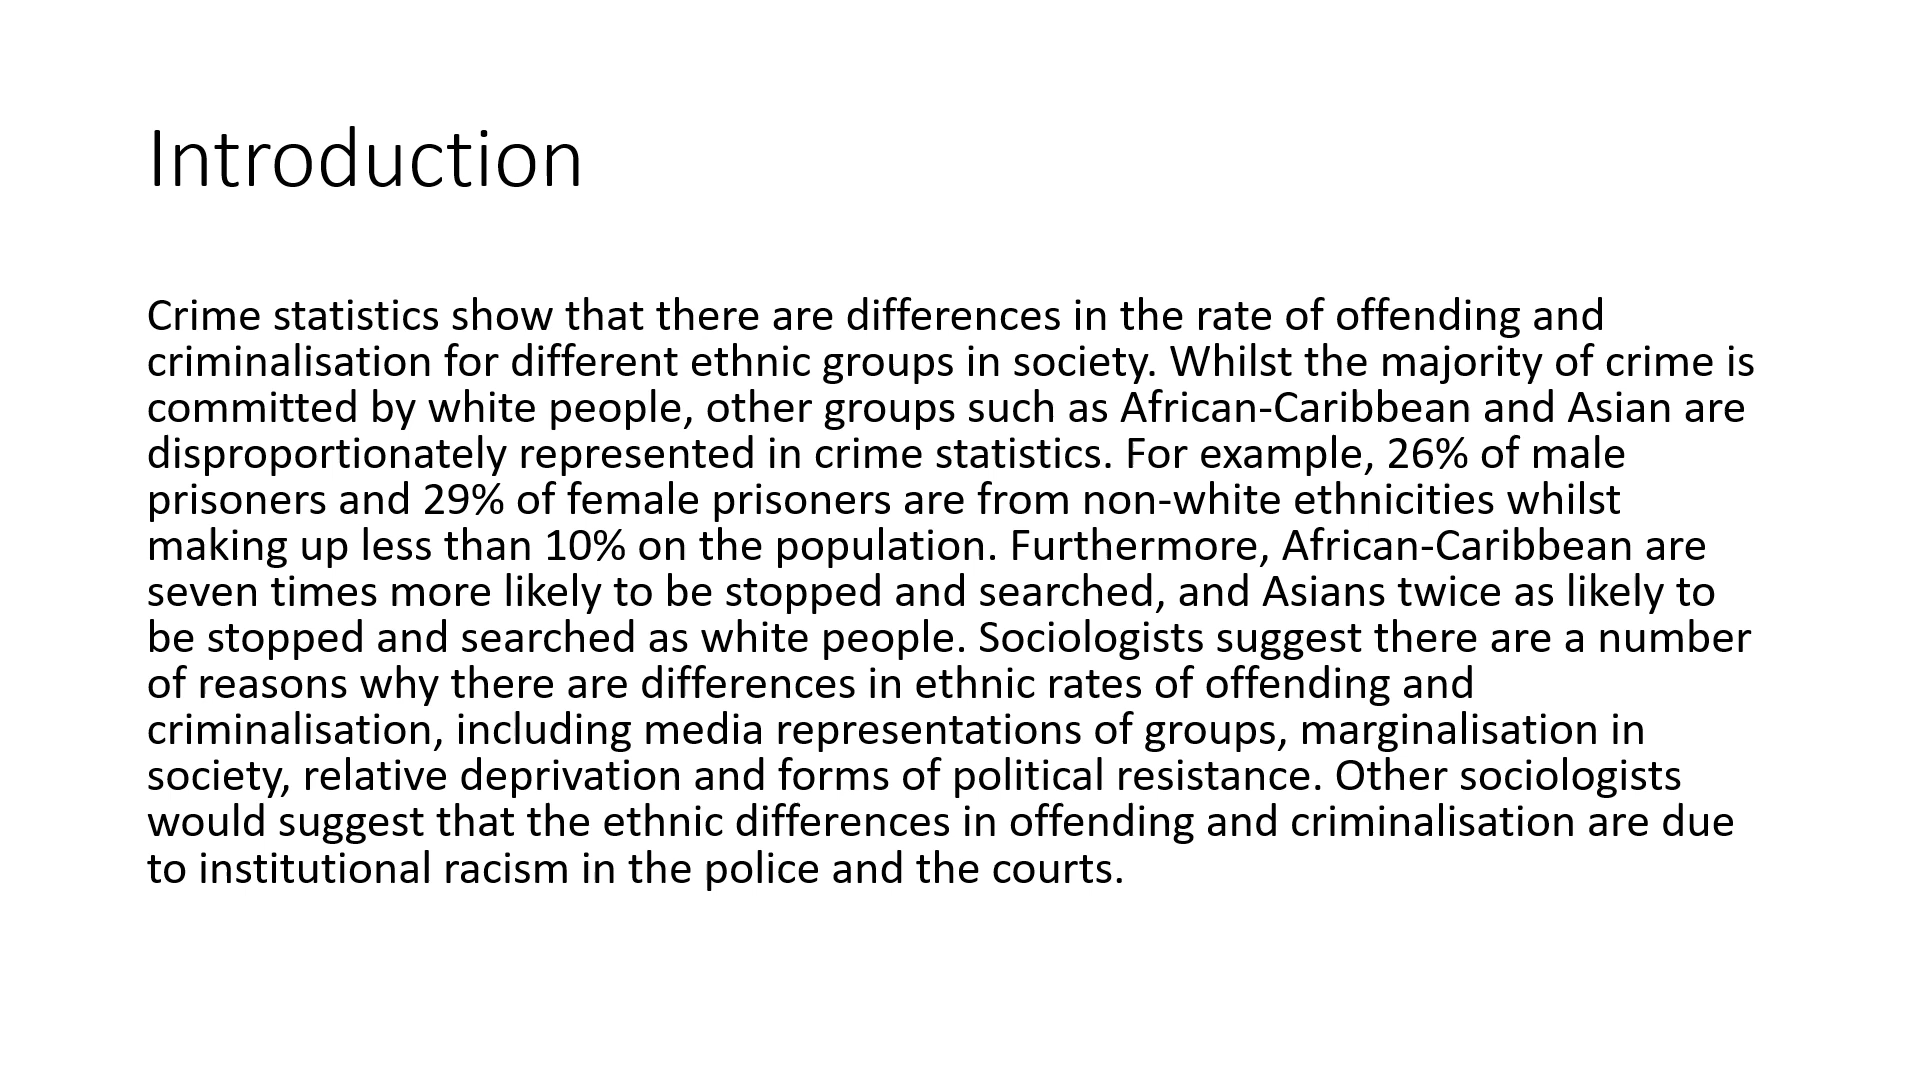 Introduction
Crime statistics show that there are differences in the rate of offending and
criminalisation for different ethnic groups in society. Whilst the majority of crime is
committed by white people, other groups such as African-Caribbean and Asian are
disproportionately represented in crime statistics. For example, 26% of male
prisoners and 29% of female prisoners are from non-white ethnicities whilst
making up less than 10% on the population. Furthermore, African-Caribbean are
seven times more likely to be stopped and searched, and Asians twice as likely to
be stopped and searched as white people. Sociologists suggest there are a number
of reasons why there are differences in ethnic rates of offending and
criminalisation, including media representations of groups, marginalisation in
society, relative deprivation and forms of political resistance. Other sociologists
would suggest that the ethnic differences in offending and criminalisation are due
to institutional racism in the police and the courts.